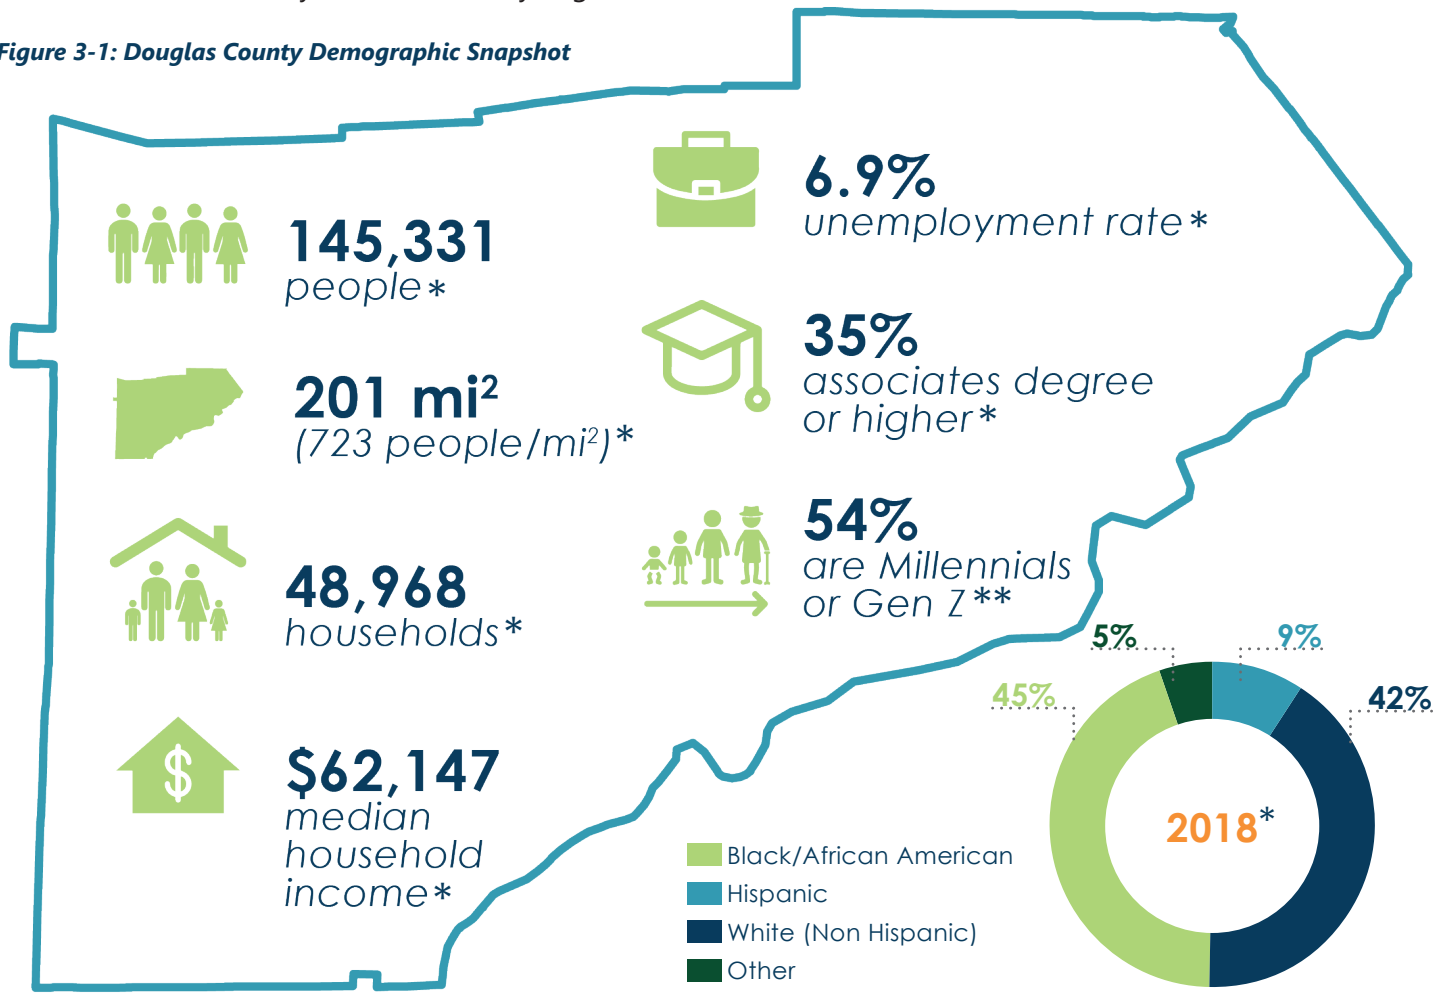 Figure 3-1: Douglas County Demographic Snapshot
145,331
people*
201 mi²
(723 people/mi²)*
48,968
households*
$62,147
median
household
income*
6.9%
unemployment rate*
35%
associates degree
or higher*
54%
are Millennials
or Gen Z**
5%
9%
45%
42%
2018*
Black/African American
Hispanic
White (Non Hispanic)
Other